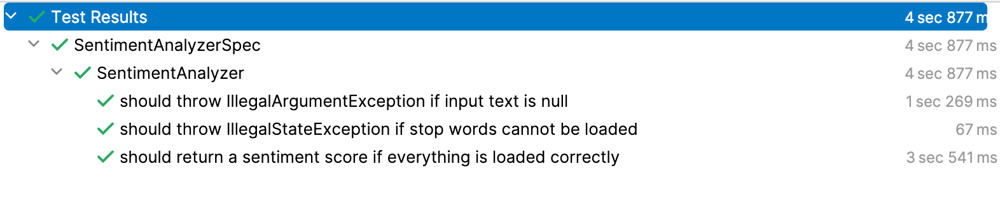 Test Results 4 sec 877 m
SentimentAnalyzerSpec 4 sec 877 ms
SentimentAnalyzer 4 sec 877 ms
should throw IllegalArgumentException if input text is null 1 sec 269 ms
should throw IllegalStateException if stop words cannot be loaded 67 ms
should return a sentiment score if everything is loaded correctly 3 sec 541 ms